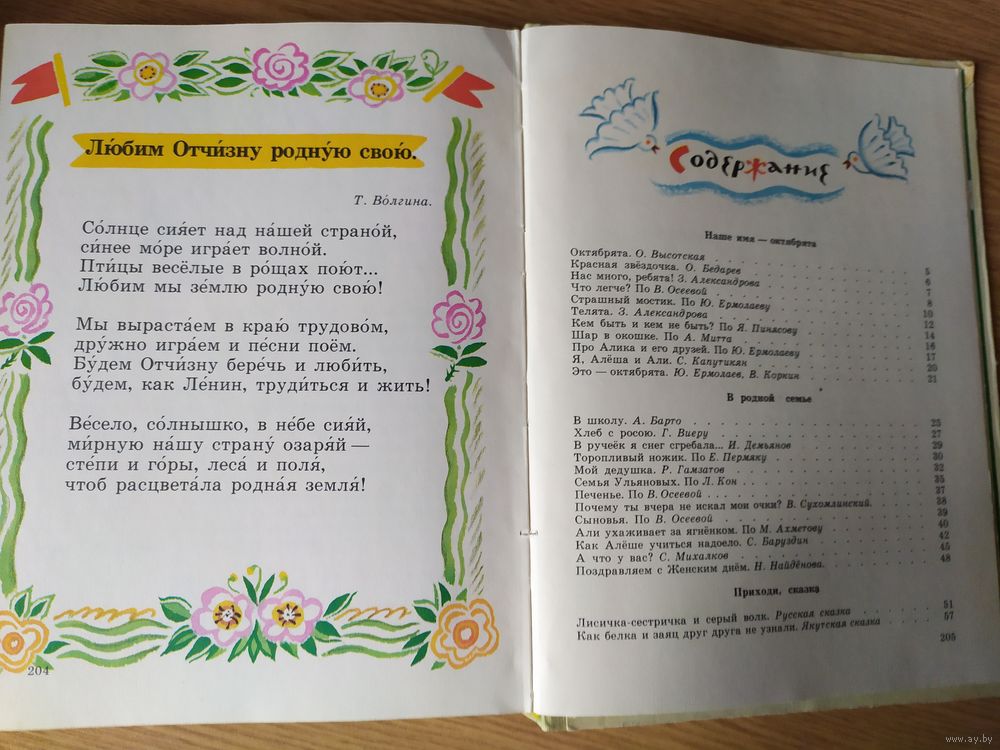 Лю́бим Отчи́зну родну́ю свою́.
Т. Во́лгина.
Со́лнце сия́ет над на́шей страно́й,
си́нее мо́ре игра́ет волно́й.
Пти́цы весёлые в ро́щах пою́т...
Лю́бим мы зе́млю родну́ю свою́!
Мы выраста́ем в краю́ трудово́м,
дру́жно игра́ем и пе́сни поём.
Бу́дем Отчи́зну бере́чь и люби́ть,
бу́дем, как Ле́нин, труди́ться и жить!
Ве́село, со́лнышко, в не́бе сия́й,
ми́рную на́шу страну́ озаря́й —
сте́пи и го́ры, леса́ и поля́,
чтоб расцвета́ла родна́я земля́!
204
Содержание
Наше имя — октябрята
Октябрята. О. Высотская . . . 5
Красная звёздочка. О. Бедарев . . . 6
Нас много, ребята! З. Александрова . . . 7
Что легче? По В. Осеевой . . . 8
Страшный мостик. По Ю. Ермолаеву . . . 10
Телята. З. Александрова . . . 12
Кем быть и кем не быть? По Я. Пинясову . . . 14
Шар в окошке. По А. Митта . . . 16
Про Алика и его друзей. По Ю. Ермолаеву . . . 17
Я, Алёша и Али. С. Капутикян . . . 20
Это — октябрята. Ю. Ермолаев, В. Коркин . . . 21
В родной семье
В школу. А. Барто . . . 25
Хлеб с росою. Г. Виеру . . . 27
В ручеёк я снег сгребала... И. Демьянов . . . 29
Торопливый ножик. По Е. Пермяку . . . 30
Мой дедушка. Р. Гамзатов . . . 32
Семья Ульяновых. По Л. Кон . . . 35
Печенье. По В. Осеевой . . . 37
Почему ты вчера не искал мои очки? В. Сухомлинский. . . . 38
Сыновья. По В. Осеевой . . . 39
Али ухаживает за ягнёнком. По М. Ахметову . . . 40
Как Алёше учиться надоело. С. Баруздин . . . 42
А что у вас? С. Михалков . . . 45
Поздравляем с Женским днём. Н. Найдёнова. . . . 48
Приходи, сказка
Лисичка-сестричка и серый волк. Русская сказка . . . 51
Как белка и заяц друг друга не узнали. Якутская сказка . . . 57
205
www.ay.by